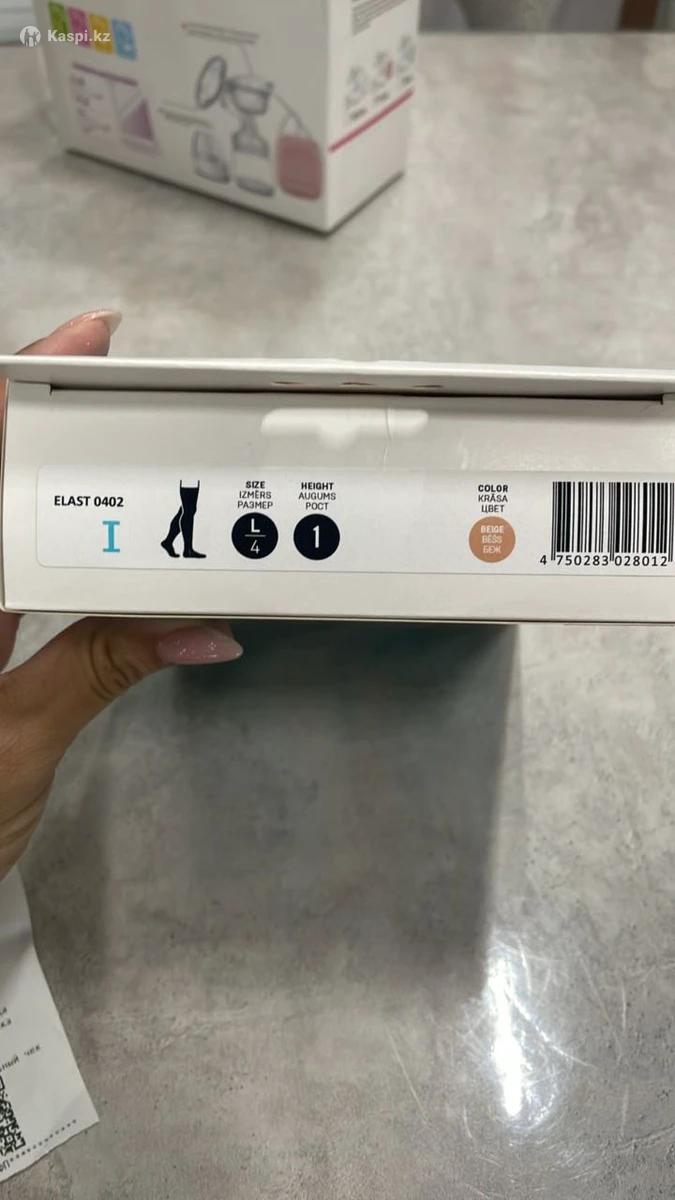 Kaspi.kz
ELAST 0402
I
SIZE
IZMĒRS
РАЗМЕР
L
4
HEIGHT
AUGUMS
РОСТ
1
COLOR
KRĀSA
ЦВЕТ
BEIGE
BĒŠS
БЕЖ
4 750283 028012
чек